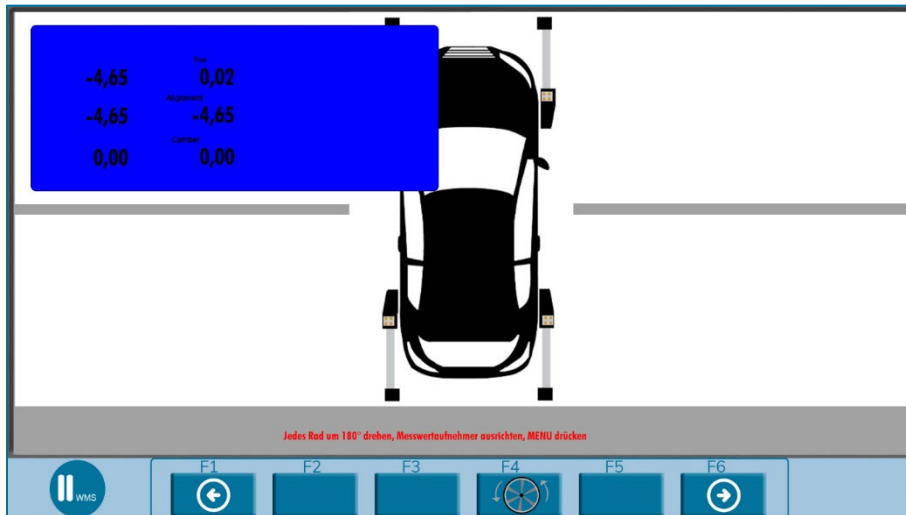 Toe
-4,65 0,02
Alignment
-4,65 -4,65
Camber
0,00 0,00
Jedes Rad um 180° drehen, Messwertaufnehmer ausrichten, MENU drücken
F1 F2 F3 F4 F5 F6
WMS